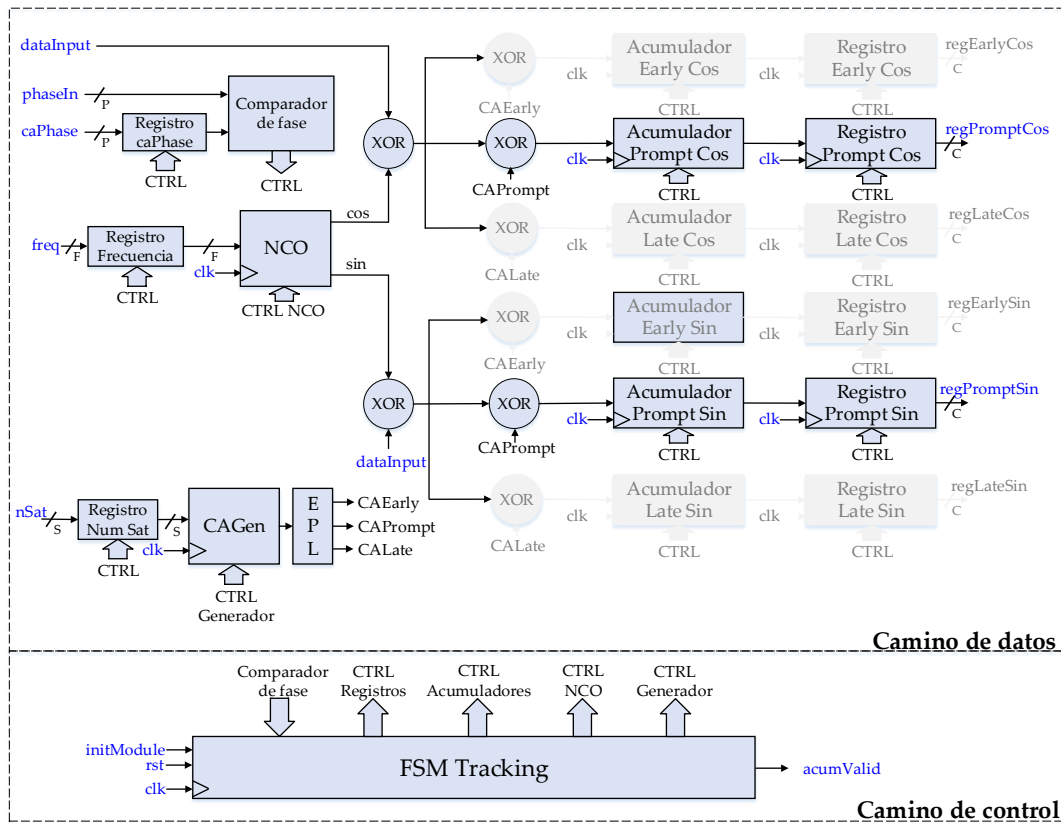 dataInput
phaseIn
P
caPhase
P
Registro
caPhase
CTRL
Comparador
de fase
CTRL
XOR
XOR
clk
CAEarly
Acumulador
Early Cos
CTRL
clk
Registro
Early Cos
CTRL
regEarlyCos
C
XOR
CAPrompt
clk
Acumulador
Prompt Cos
CTRL
clk
Registro
Prompt Cos
CTRL
regPromptCos
C
freq
F
Registro
Frecuencia
CTRL
F
clk
NCO
CTRL NCO
cos
sin
XOR
CALate
clk
Acumulador
Late Cos
CTRL
clk
Registro
Late Cos
CTRL
regLateCos
C
XOR
CAEarly
clk
Acumulador
Early Sin
CTRL
clk
Registro
Early Sin
CTRL
regEarlySin
C
XOR
dataInput
XOR
CAPrompt
clk
Acumulador
Prompt Sin
CTRL
clk
Registro
Prompt Sin
CTRL
regPromptSin
C
nSat
S
Registro
Num Sat
CTRL
S
clk
CAGen
CTRL
Generador
E
P
L
CAEarly
CAPrompt
CALate
XOR
CALate
clk
Acumulador
Late Sin
CTRL
clk
Registro
Late Sin
CTRL
regLateSin
C
Camino de datos
Comparador
de fase
CTRL
Registros
CTRL
Acumuladores
CTRL
NCO
CTRL
Generador
initModule
rst
clk
FSM Tracking
acumValid
Camino de control